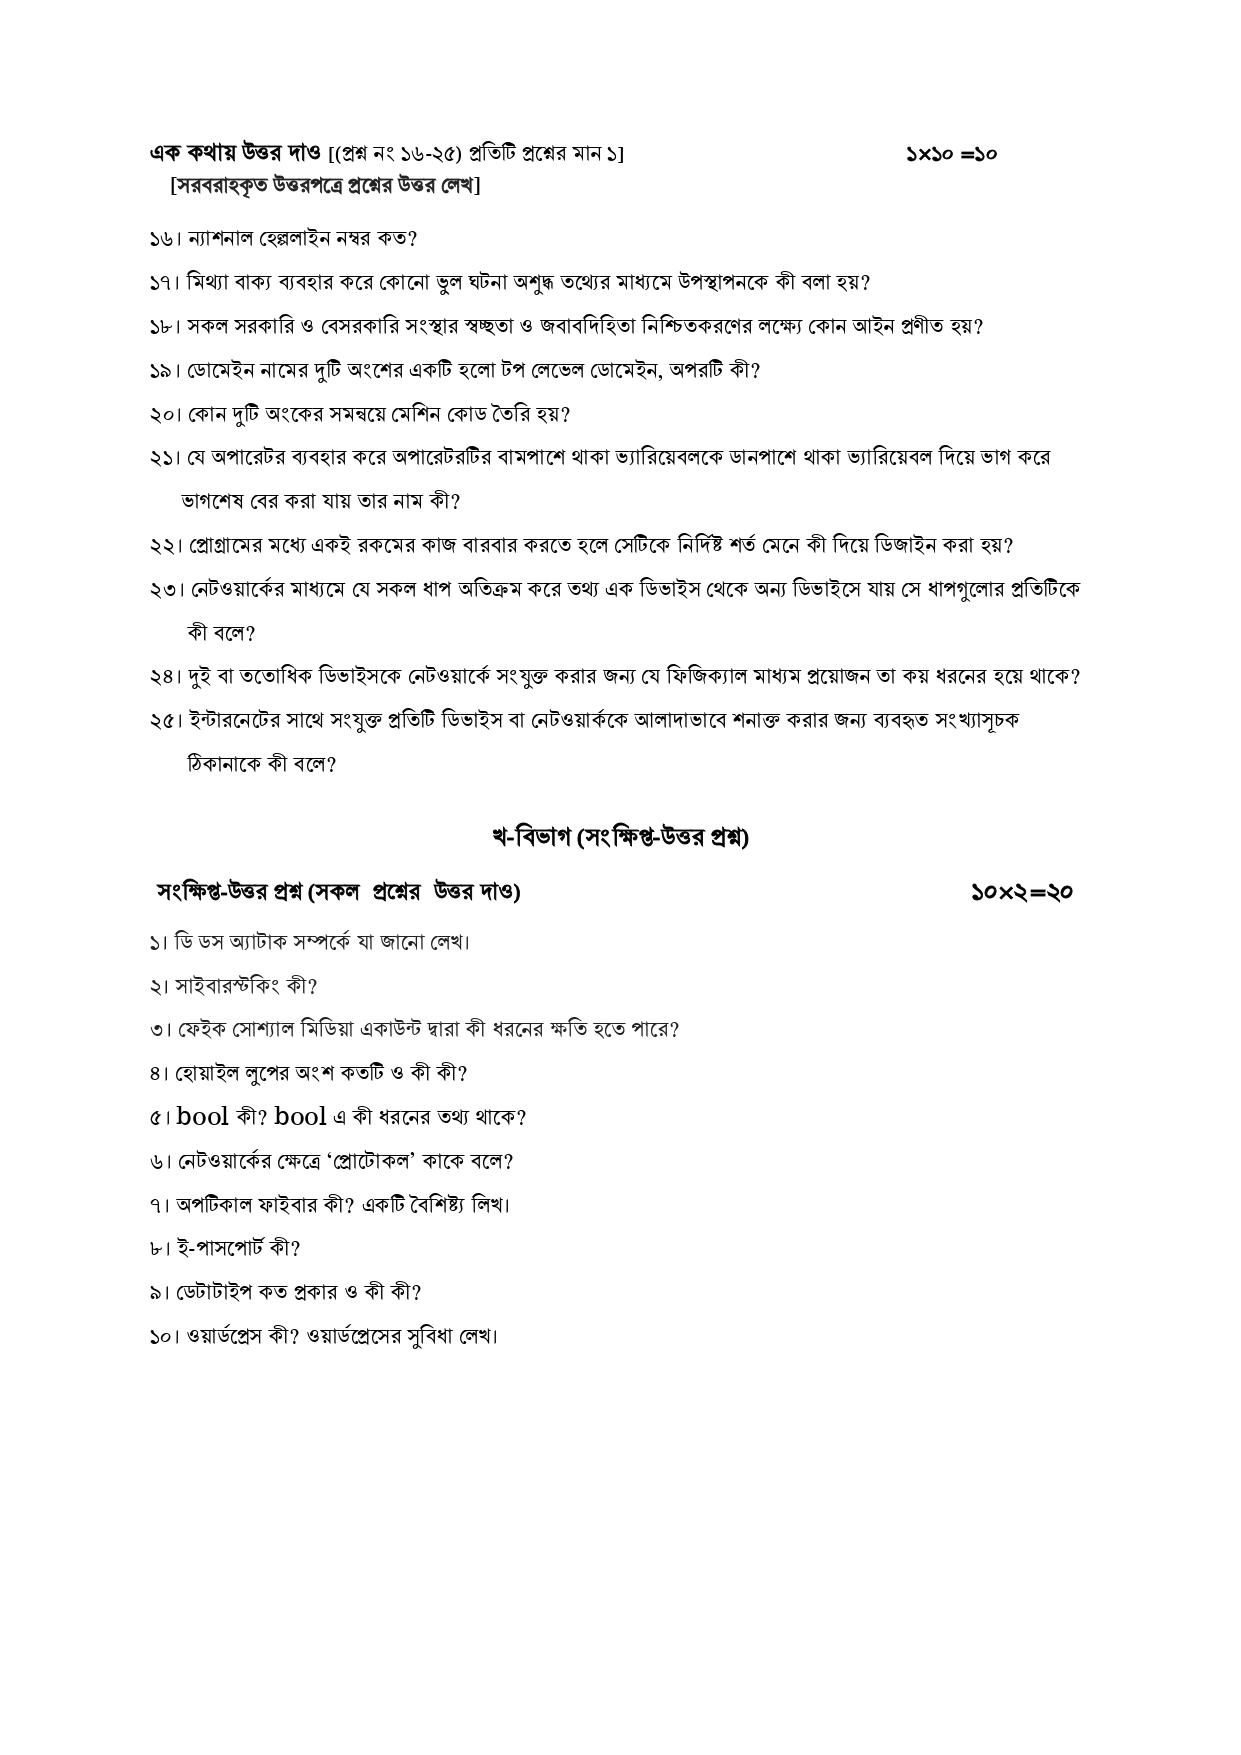 এক কথায় উত্তর দাও [(প্রশ্ন নং ১৬-২৫) প্রতিটি প্রশ্নের মান ১] ১×১০ =১০
[সরবরাহকৃত উত্তরপত্রে প্রশ্নের উত্তর লেখ]
১৬। ন্যাশনাল হেল্পলাইন নম্বর কত?
১৭। মিথ্যা বাক্য ব্যবহার করে কোনো ভুল ঘটনা অশুদ্ধ তথ্যের মাধ্যমে উপস্থাপনকে কী বলা হয়?
১৮। সকল সরকারি ও বেসরকারি সংস্থার স্বচ্ছতা ও জবাবদিহিতা নিশ্চিতকরণের লক্ষ্যে কোন আইন প্রণীত হয়?
১৯। ডোমেইন নামের দুটি অংশের একটি হলো টপ লেভেল ডোমেইন, অপরটি কী?
২০। কোন দুটি অংকের সমন্বয়ে মেশিন কোড তৈরি হয়?
২১। যে অপারেটর ব্যবহার করে অপারেটরটির বামপাশে থাকা ভ্যারিয়েবলকে ডানপাশে থাকা ভ্যারিয়েবল দিয়ে ভাগ করে
ভাগশেষ বের করা যায় তার নাম কী?
২২। প্রোগ্রামের মধ্যে একই রকমের কাজ বারবার করতে হলে সেটিকে নির্দিষ্ট শর্ত মেনে কী দিয়ে ডিজাইন করা হয়?
২৩। নেটওয়ার্কের মাধ্যমে যে সকল ধাপ অতিক্রম করে তথ্য এক ডিভাইস থেকে অন্য ডিভাইসে যায় সে ধাপগুলোর প্রতিটিকে
কী বলে?
২৪। দুই বা ততোধিক ডিভাইসকে নেটওয়ার্কে সংযুক্ত করার জন্য যে ফিজিক্যাল মাধ্যম প্রয়োজন তা কয় ধরনের হয়ে থাকে?
২৫। ইন্টারনেটের সাথে সংযুক্ত প্রতিটি ডিভাইস বা নেটওয়ার্ককে আলাদাভাবে শনাক্ত করার জন্য ব্যবহৃত সংখ্যাসূচক
ঠিকানাকে কী বলে?
খ-বিভাগ (সংক্ষিপ্ত-উত্তর প্রশ্ন)
সংক্ষিপ্ত-উত্তর প্রশ্ন (সকল প্রশ্নের উত্তর দাও) ১০×২=২০
১। ডি ডস অ্যাটাক সম্পর্কে যা জানো লেখ।
২। সাইবারস্টকিং কী?
৩। ফেইক সোশ্যাল মিডিয়া একাউন্ট দ্বারা কী ধরনের ক্ষতি হতে পারে?
৪। হোয়াইল লুপের অংশ কতটি ও কী কী?
৫। bool কী? bool এ কী ধরনের তথ্য থাকে?
৬। নেটওয়ার্কের ক্ষেত্রে ‘প্রোটোকল’ কাকে বলে?
৭। অপটিকাল ফাইবার কী? একটি বৈশিষ্ট্য লিখ।
৮। ই-পাসপোর্ট কী?
৯। ডেটাটাইপ কত প্রকার ও কী কী?
১০। ওয়ার্ডপ্রেস কী? ওয়ার্ডপ্রেসের সুবিধা লেখ।